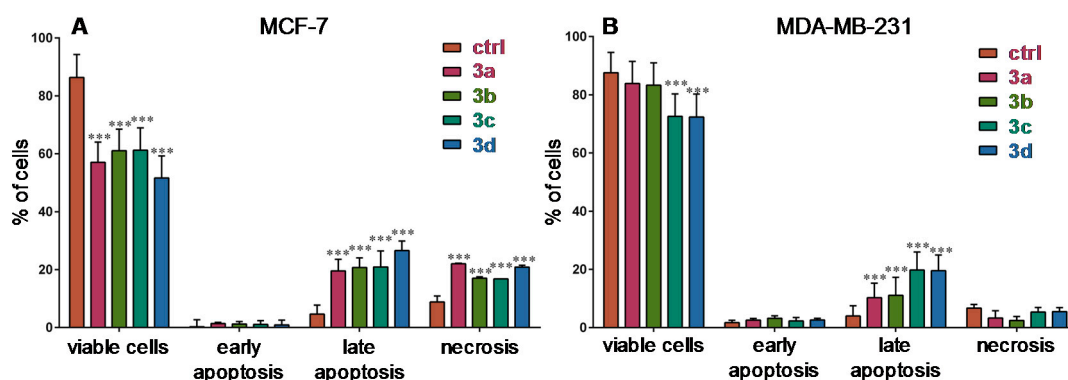 A
MCF-7
% of cells
100
80
60
40
20
0
ctrl
3a
3b
3c
3d
***
***
***
***
***
***
***
***
***
***
***
***
viable cells
early
apoptosis
late
apoptosis
necrosis
B
MDA-MB-231
% of cells
100
80
60
40
20
0
ctrl
3a
3b
3c
3d
***
***
***
***
***
***
viable cells
early
apoptosis
late
apoptosis
necrosis